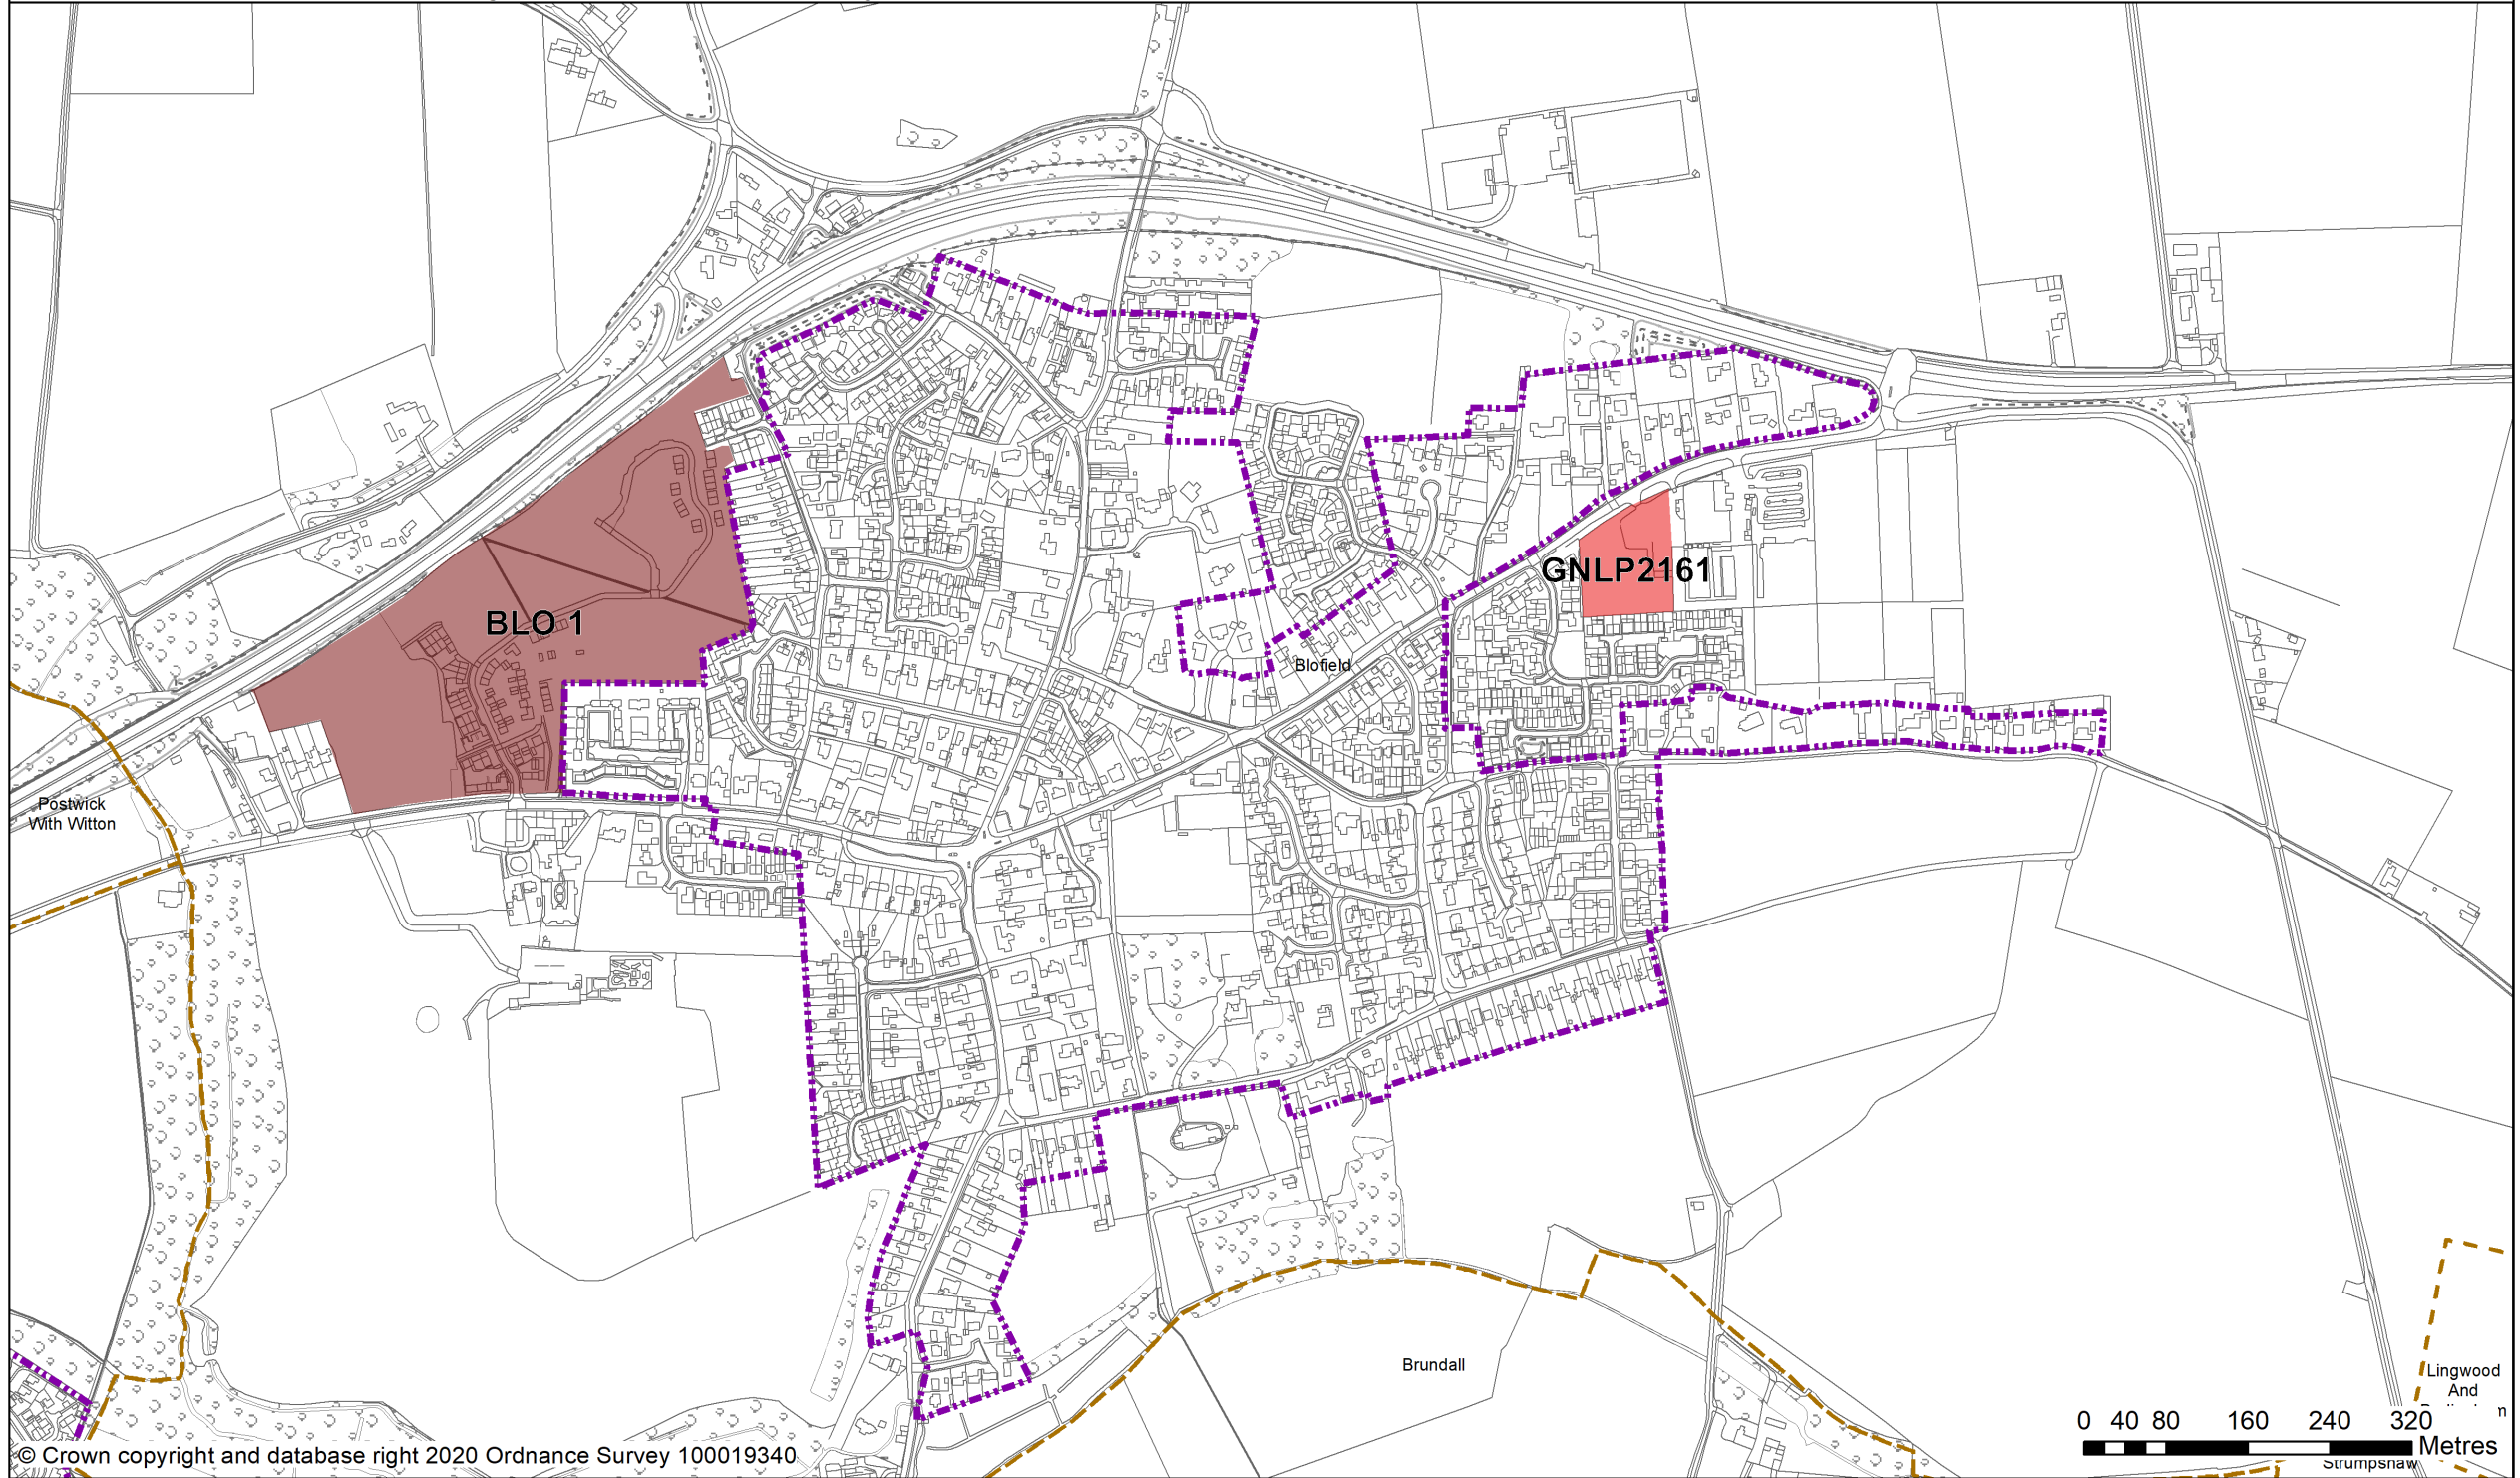 GNLP2161
BLO 1
Blofield
Postwick
With Witton
Brundall
Lingwood
And
0 40 80 160 240 320
Metres
Strumpshaw
© Crown copyright and database right 2020 Ordnance Survey 100019340